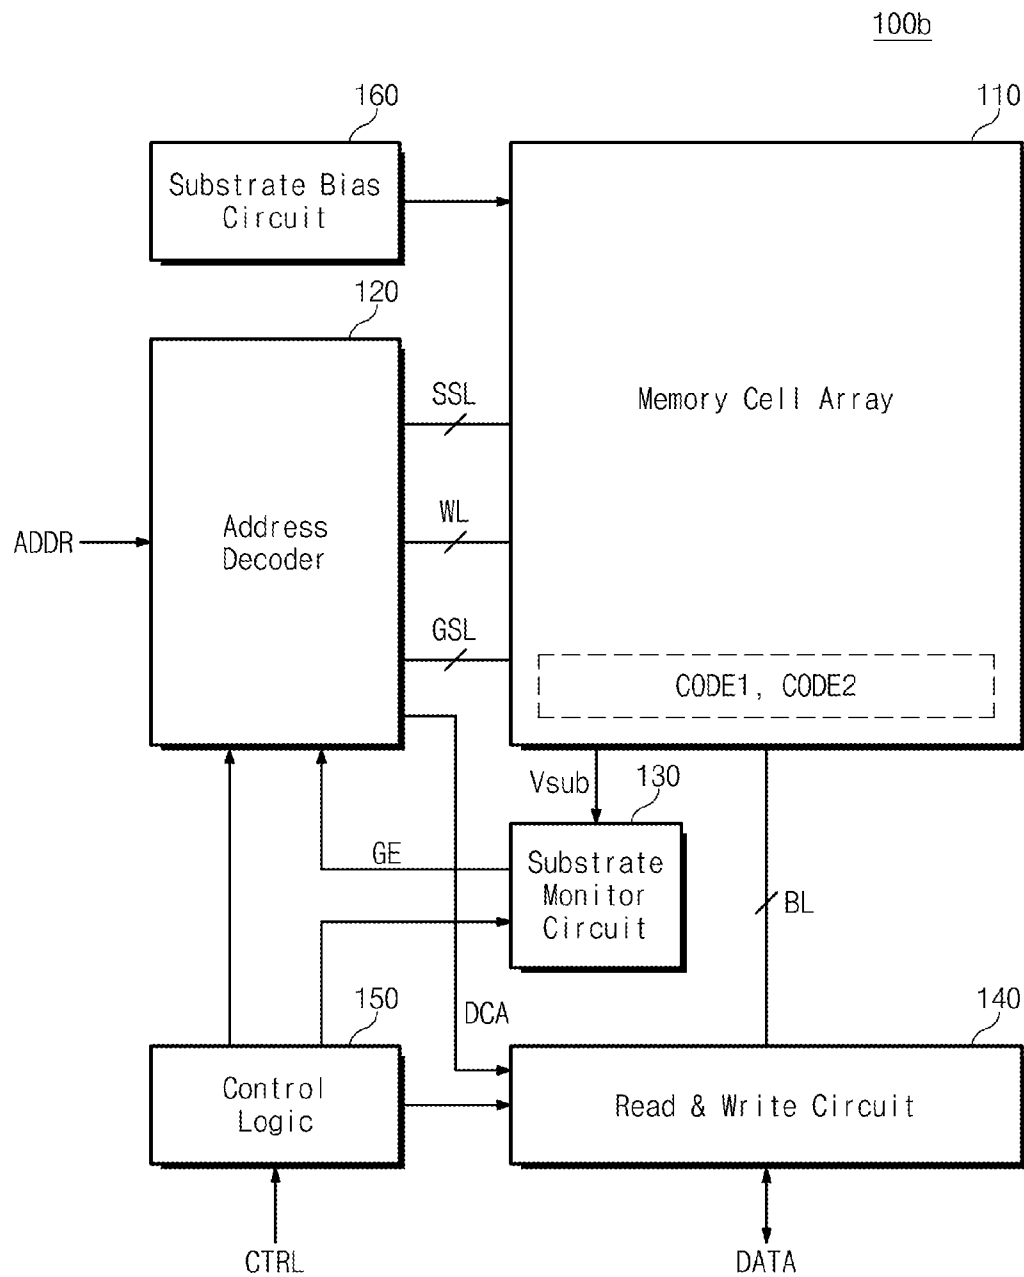 100b
160
110
Substrate Bias
Circuit
120
SSL
Memory Cell Array
WL
ADDR
Address
Decoder
GSL
CODE1, CODE2
Vsub
130
GE
Substrate
Monitor
Circuit
BL
150
DCA
140
Control
Logic
Read & Write Circuit
CTRL
DATA